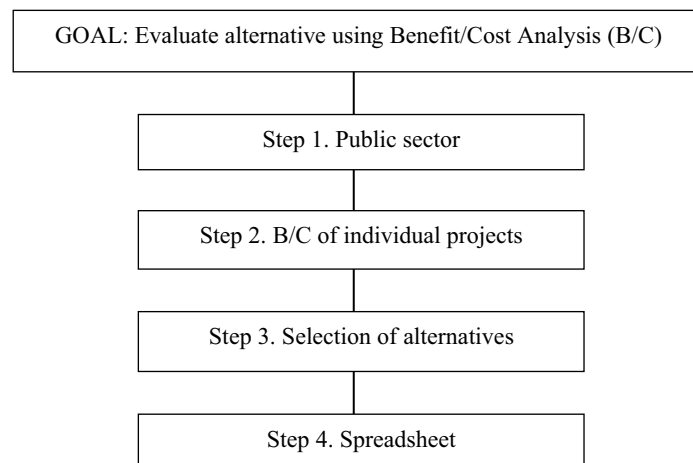 GOAL: Evaluate alternative using Benefit/Cost Analysis (B/C)
Step 1. Public sector
Step 2. B/C of individual projects
Step 3. Selection of alternatives
Step 4. Spreadsheet